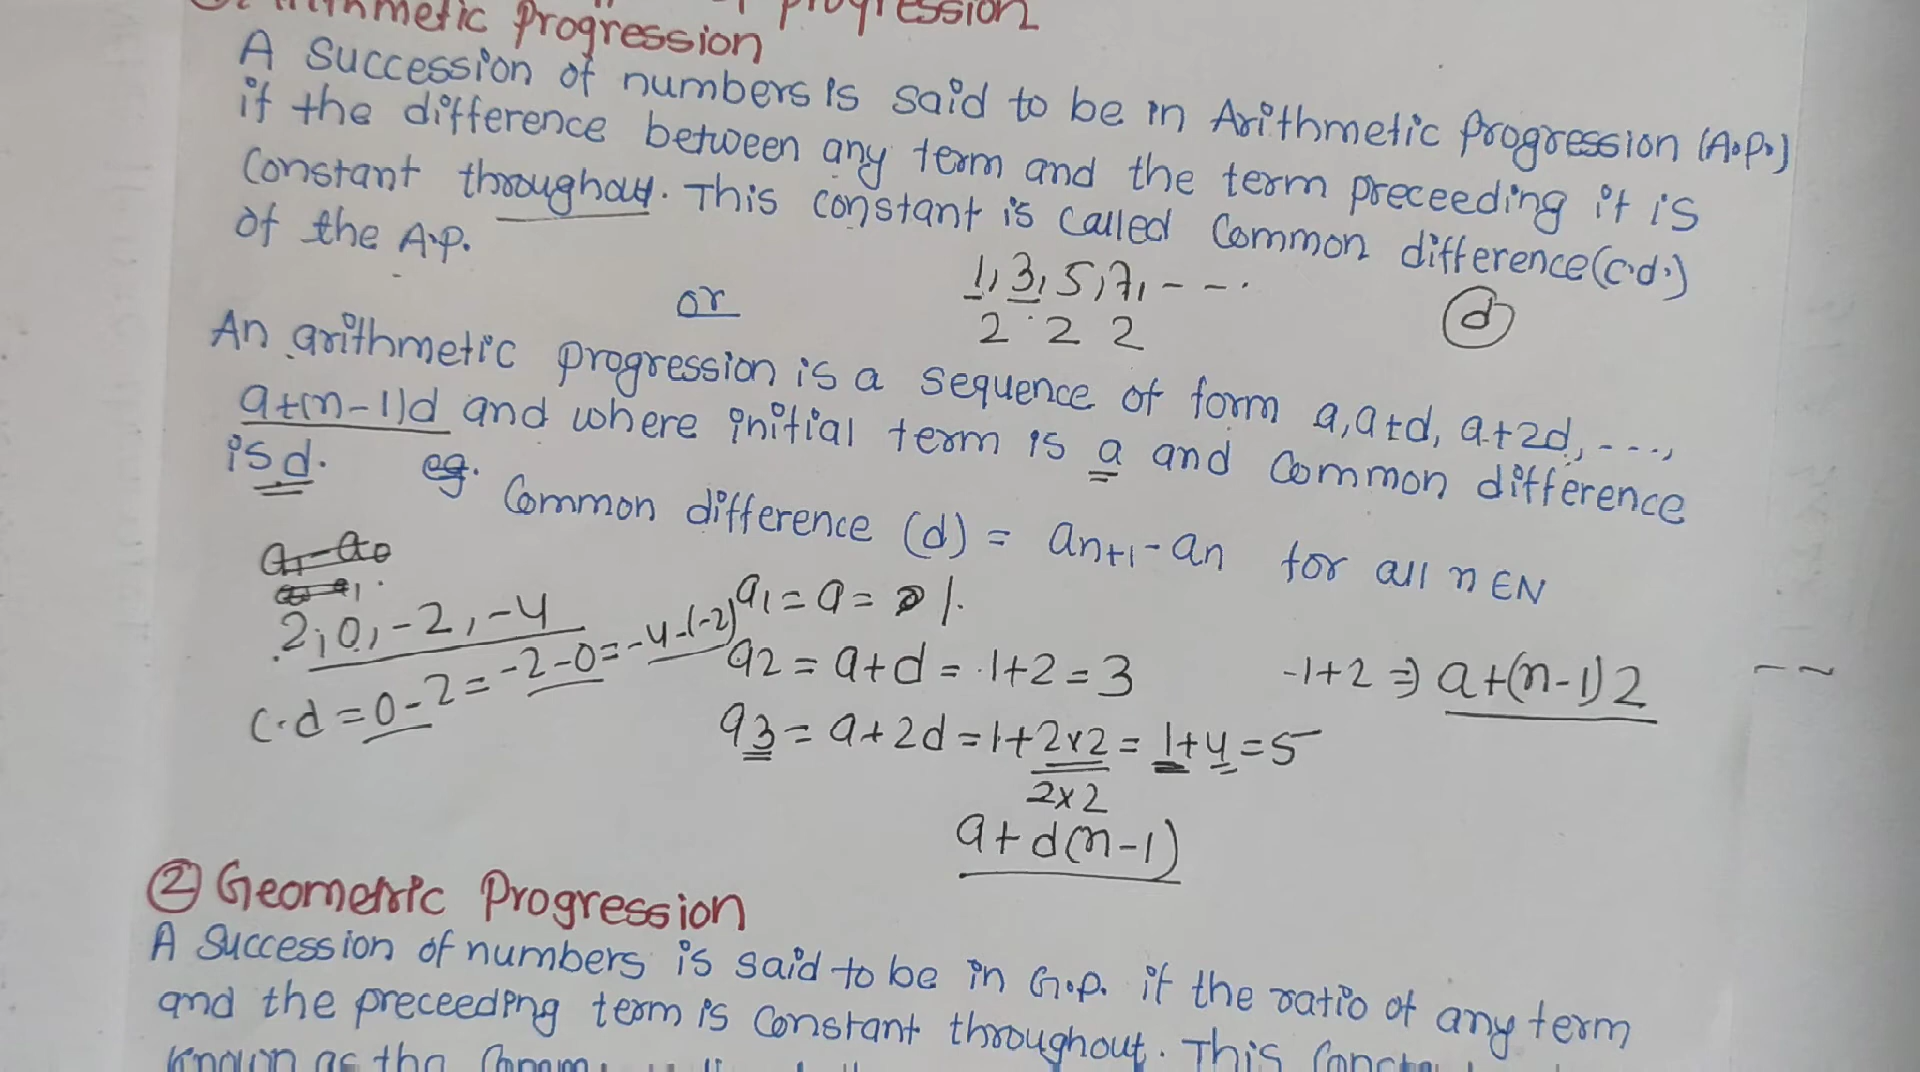 progression
Arithmetic Progression
A Succession of numbers is said to be in Arithmetic Progression (A.P.)
if the difference between any term and the term preceeding it is
Constant throughout. This constant is called Common difference (c.d.)
of the A.P.
1, 3, 5, 7, - - .
2 2 2
d
or
An arithmetic progression is a sequence of form a, a+d, a+2d, - - - ,
a+(n-1)d and where initial term is a and Common difference
is d. eg. Common difference (d) = an+1 - an for all n ∈ N
a1 - a0
2, 0, -2, -4
c.d = 0-2 = -2-0 = -4-(-2)
a1 = a = 1.
a2 = a+d = 1+2 = 3
-1+2 ⇒ a+(n-1)2
a3 = a+2d = 1+2×2 = 1+4 = 5
2×2
a+d(n-1)
② Geometric Progression
A Succession of numbers is said to be in G.P. if the ratio of any term
and the preceeding term is Constant throughout. This
known as the